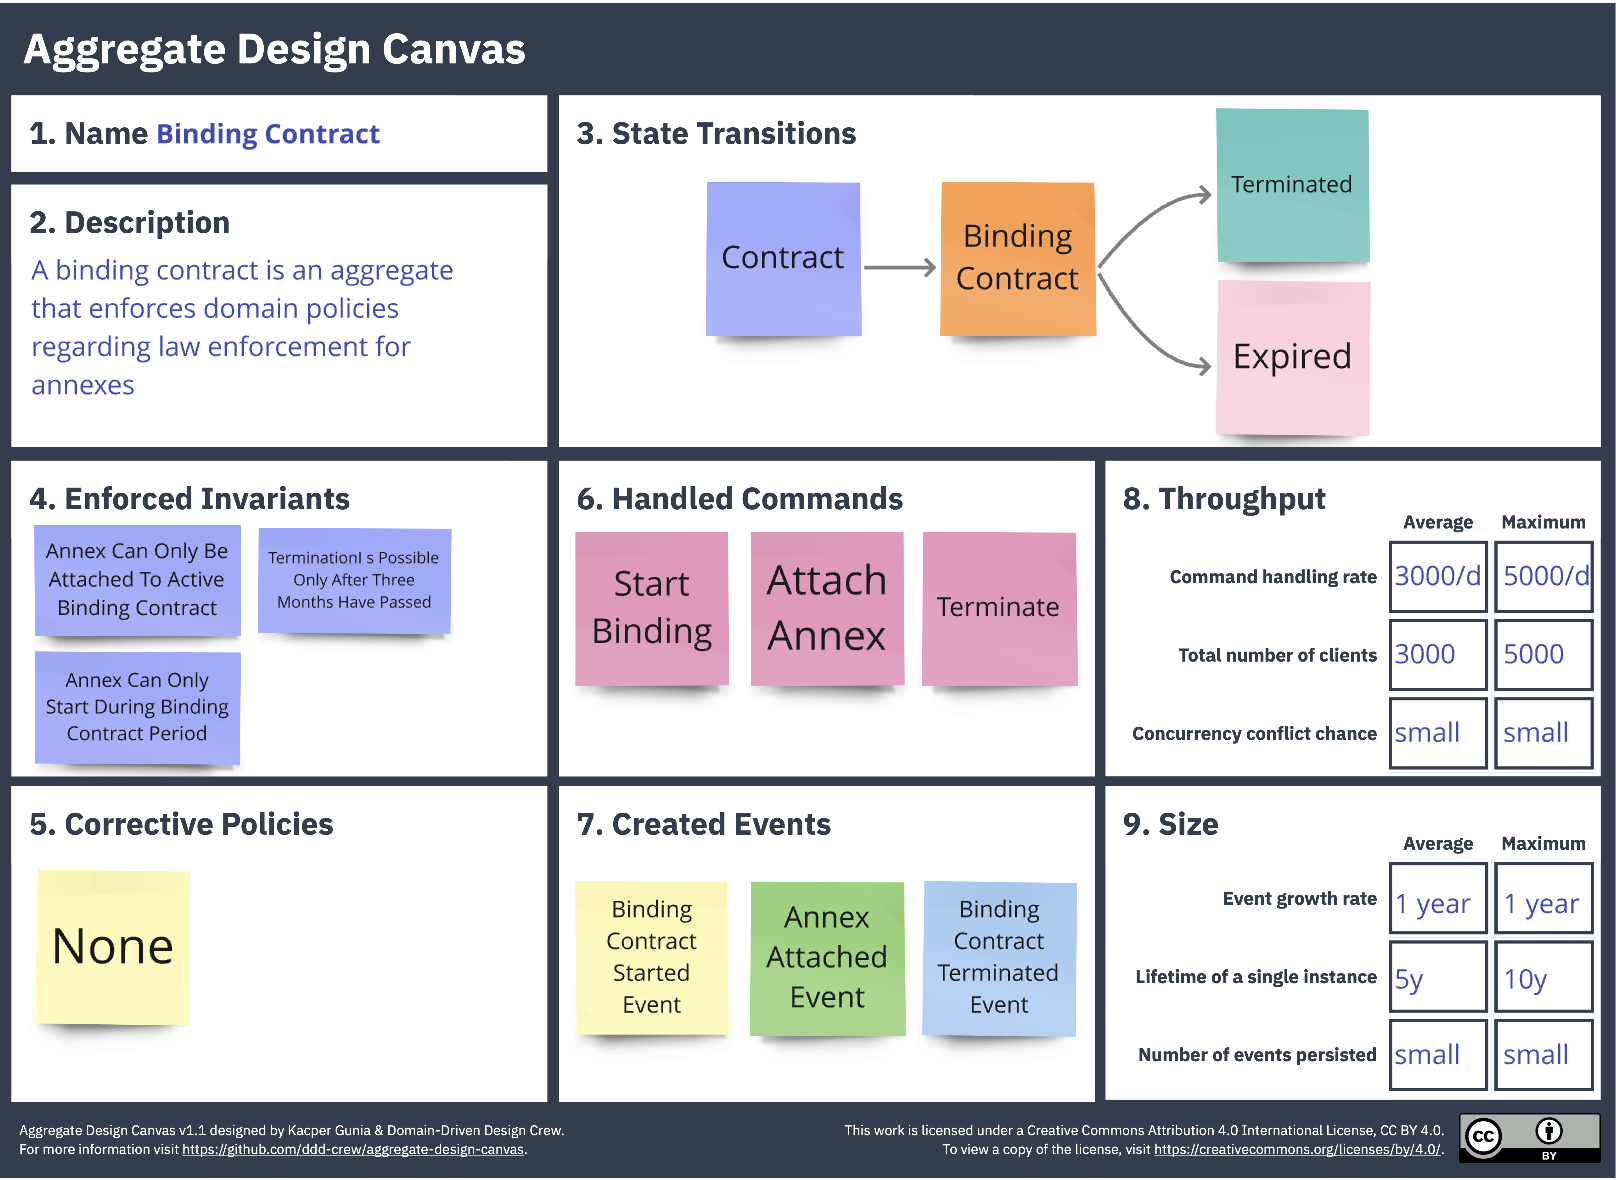 Aggregate Design Canvas
1. Name Binding Contract
2. Description
A binding contract is an aggregate
that enforces domain policies
regarding law enforcement for
annexes
3. State Transitions
Contract
Binding
Contract
Terminated
Expired
4. Enforced Invariants
Annex Can Only Be
Attached To Active
Binding Contract
TerminationI s Possible
Only After Three
Months Have Passed
Annex Can Only
Start During Binding
Contract Period
5. Corrective Policies
None
6. Handled Commands
Start
Binding
Attach
Annex
Terminate
7. Created Events
Binding
Contract
Started
Event
Annex
Attached
Event
Binding
Contract
Terminated
Event
8. Throughput
Average Maximum
Command handling rate 3000/d 5000/d
Total number of clients 3000 5000
Concurrency conflict chance small small
9. Size
Average Maximum
Event growth rate 1 year 1 year
Lifetime of a single instance 5y 10y
Number of events persisted small small
Aggregate Design Canvas v1.1 designed by Kacper Gunia & Domain-Driven Design Crew.
For more information visit https://github.com/ddd-crew/aggregate-design-canvas.
This work is licensed under a Creative Commons Attribution 4.0 International License, CC BY 4.0.
To view a copy of the license, visit https://creativecommons.org/licenses/by/4.0/.
cc
BY